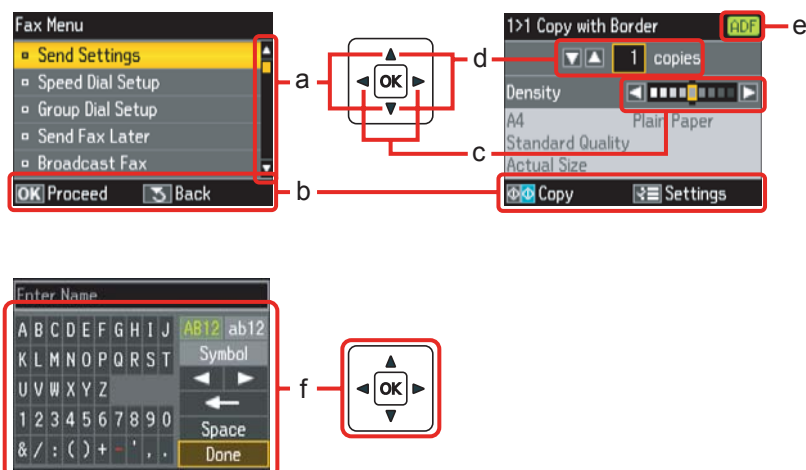 Fax Menu
Send Settings
Speed Dial Setup
Group Dial Setup
Send Fax Later
Broadcast Fax
OK Proceed Back
a
b
OK
d
c
1>1 Copy with Border ADF
e
1 copies
Density
A4 Plain Paper
Standard Quality
Actual Size
Copy Settings
Enter Name
A B C D E F G H I J AB12 ab12
K L M N O P Q R S T Symbol
U V W X Y Z
1 2 3 4 5 6 7 8 9 0 Space
& / : ( ) + - ' , . Done
f
OK